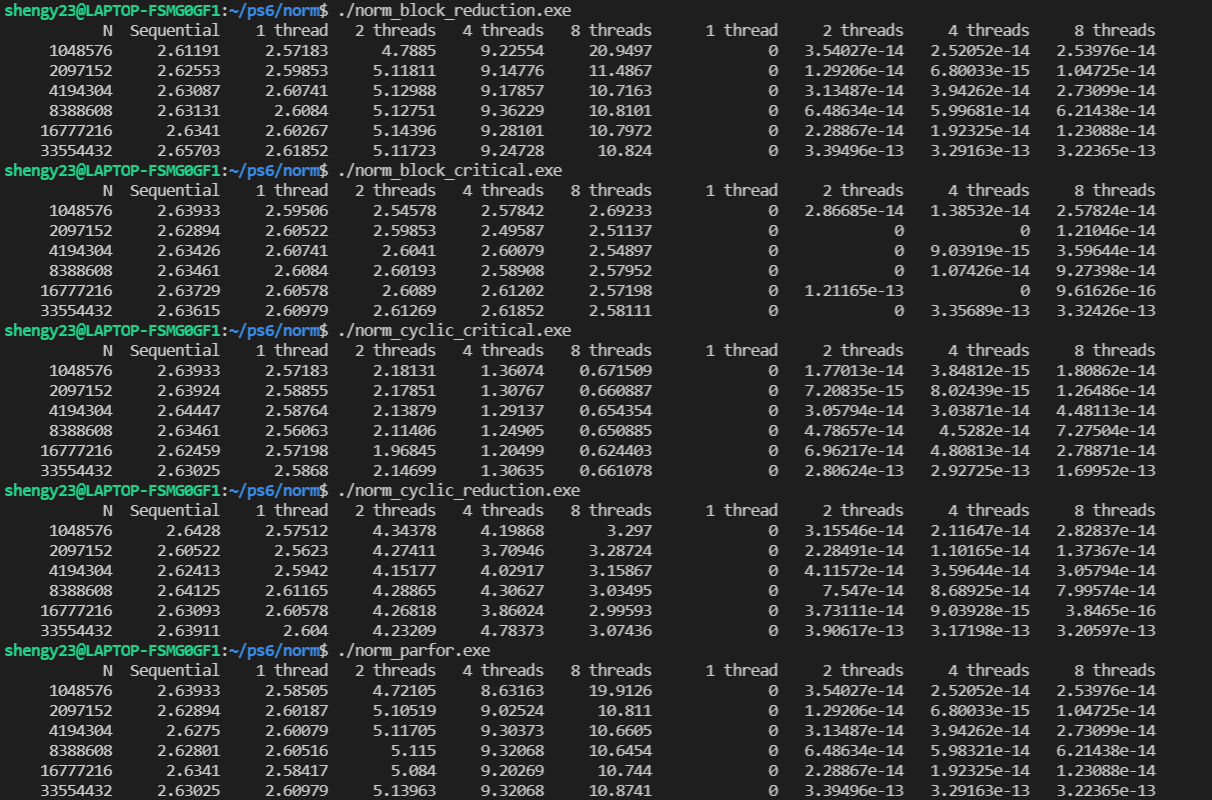 shengy23@LAPTOP-FSMG0GF1:~/ps6/norm$ ./norm_block_reduction.exe
N Sequential 1 thread 2 threads 4 threads 8 threads 1 thread 2 threads 4 threads 8 threads
1048576 2.61191 2.57183 4.7885 9.22554 20.9497 0 3.54027e-14 2.52052e-14 2.53976e-14
2097152 2.62553 2.59853 5.11811 9.14776 11.4867 0 1.29206e-14 6.80033e-15 1.04725e-14
4194304 2.63087 2.60741 5.12988 9.17857 10.7163 0 3.13487e-14 3.94262e-14 2.73099e-14
8388608 2.63131 2.6084 5.12751 9.36229 10.8101 0 6.48634e-14 5.99681e-14 6.21438e-14
16777216 2.6341 2.60267 5.14396 9.28101 10.7972 0 2.28867e-14 1.92325e-14 1.23088e-14
33554432 2.65703 2.61852 5.11723 9.24728 10.824 0 3.39496e-13 3.29163e-13 3.22365e-13
shengy23@LAPTOP-FSMG0GF1:~/ps6/norm$ ./norm_block_critical.exe
N Sequential 1 thread 2 threads 4 threads 8 threads 1 thread 2 threads 4 threads 8 threads
1048576 2.63933 2.59506 2.54578 2.57842 2.69233 0 2.86685e-14 1.38532e-14 2.57824e-14
2097152 2.62894 2.60522 2.59853 2.49587 2.51137 0 0 0 1.21046e-14
4194304 2.63426 2.60741 2.6041 2.60079 2.54897 0 0 9.03919e-15 3.59644e-14
8388608 2.63461 2.6084 2.60193 2.58908 2.57952 0 0 1.07426e-14 9.27398e-14
16777216 2.63729 2.60578 2.6089 2.61202 2.57198 0 1.21165e-13 0 9.61626e-16
33554432 2.63615 2.60979 2.61269 2.61852 2.58111 0 0 3.35689e-13 3.32426e-13
shengy23@LAPTOP-FSMG0GF1:~/ps6/norm$ ./norm_cyclic_critical.exe
N Sequential 1 thread 2 threads 4 threads 8 threads 1 thread 2 threads 4 threads 8 threads
1048576 2.63933 2.57183 2.18131 1.36074 0.671509 0 1.77013e-14 3.84812e-15 1.80862e-14
2097152 2.63924 2.58855 2.17851 1.30767 0.660887 0 7.20835e-15 8.02439e-15 1.26486e-14
4194304 2.64447 2.58764 2.13879 1.29137 0.654354 0 3.05794e-14 3.03871e-14 4.48113e-14
8388608 2.63461 2.56063 2.11406 1.24905 0.650885 0 4.78657e-14 4.5282e-14 7.27504e-14
16777216 2.62459 2.57198 1.96845 1.20499 0.624403 0 6.96217e-14 4.80813e-14 2.78871e-14
33554432 2.63025 2.5868 2.14699 1.30635 0.661078 0 2.80624e-13 2.92725e-13 1.69952e-13
shengy23@LAPTOP-FSMG0GF1:~/ps6/norm$ ./norm_cyclic_reduction.exe
N Sequential 1 thread 2 threads 4 threads 8 threads 1 thread 2 threads 4 threads 8 threads
1048576 2.6428 2.57512 4.34378 4.19868 3.297 0 3.15546e-14 2.11647e-14 2.82837e-14
2097152 2.60522 2.5623 4.27411 3.70946 3.28724 0 2.28491e-14 1.10165e-14 1.37367e-14
4194304 2.62413 2.5942 4.15177 4.02917 3.15867 0 4.11572e-14 3.59644e-14 3.05794e-14
8388608 2.64125 2.61165 4.28865 4.30627 3.03495 0 7.547e-14 8.68925e-14 7.99574e-14
16777216 2.63093 2.60578 4.26818 3.86024 2.99593 0 3.73111e-14 9.03928e-15 3.8465e-16
33554432 2.63911 2.604 4.23209 4.78373 3.07436 0 3.90617e-13 3.17198e-13 3.20597e-13
shengy23@LAPTOP-FSMG0GF1:~/ps6/norm$ ./norm_parfor.exe
N Sequential 1 thread 2 threads 4 threads 8 threads 1 thread 2 threads 4 threads 8 threads
1048576 2.63933 2.58505 4.72105 8.63163 19.9126 0 3.54027e-14 2.52052e-14 2.53976e-14
2097152 2.62894 2.60187 5.10519 9.02524 10.811 0 1.29206e-14 6.80033e-15 1.04725e-14
4194304 2.6275 2.60079 5.11705 9.30373 10.6605 0 3.13487e-14 3.94262e-14 2.73099e-14
8388608 2.62801 2.60516 5.115 9.32068 10.6454 0 6.48634e-14 5.98321e-14 6.21438e-14
16777216 2.6341 2.58417 5.084 9.20269 10.744 0 2.28867e-14 1.92325e-14 1.23088e-14
33554432 2.63025 2.60979 5.13963 9.32068 10.8741 0 3.39496e-13 3.29163e-13 3.22365e-13